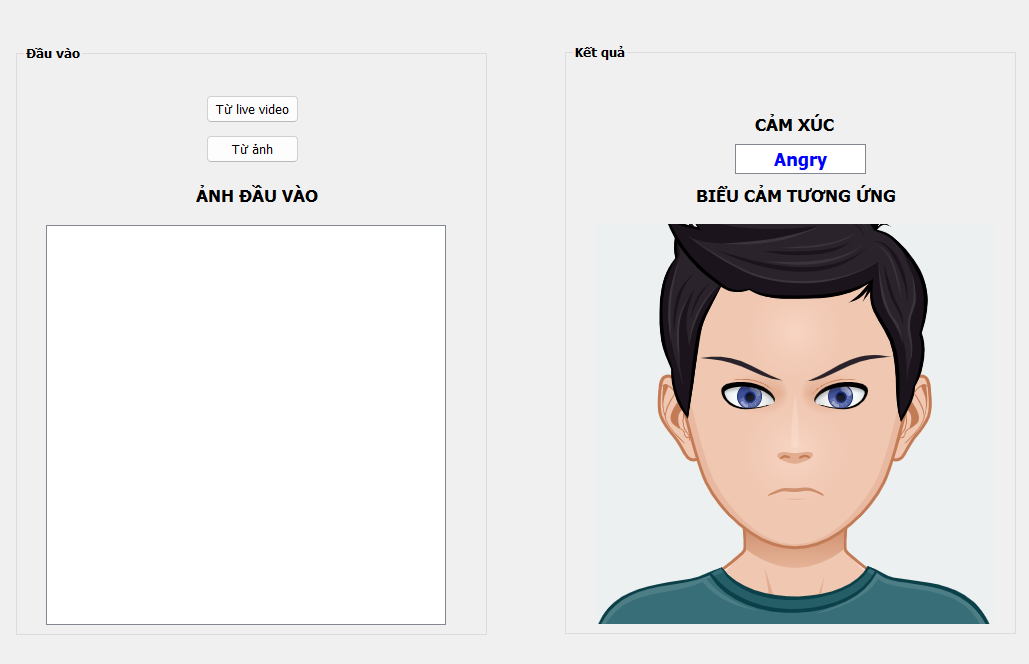 Đầu vào
Từ live video
Từ ảnh
ẢNH ĐẦU VÀO
Kết quả
CẢM XÚC
Angry
BIỂU CẢM TƯƠNG ỨNG